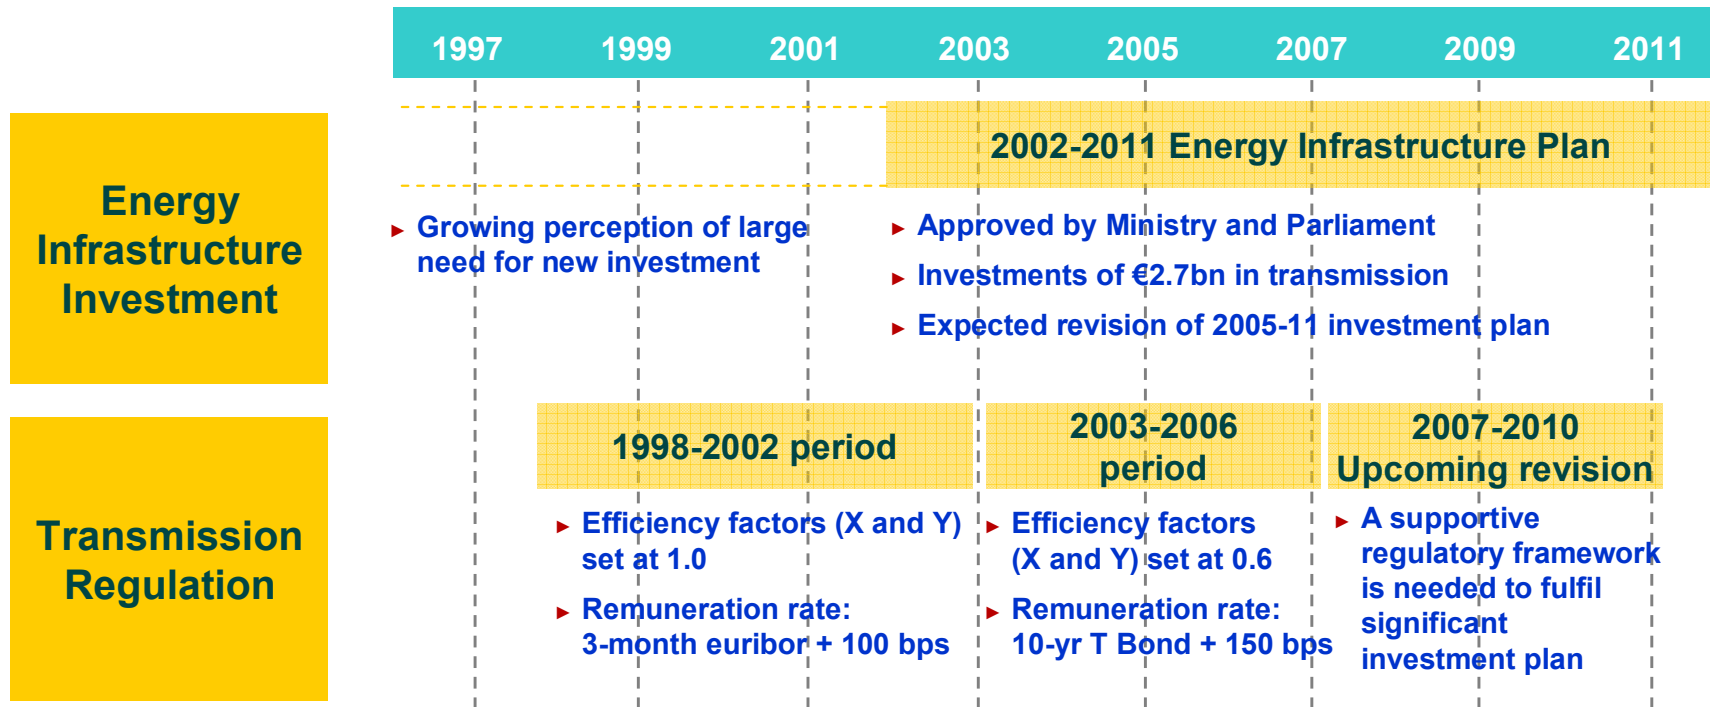 1997 1999 2001 2003 2005 2007 2009 2011
Energy
Infrastructure
Investment
2002-2011 Energy Infrastructure Plan
► Growing perception of large
need for new investment
► Approved by Ministry and Parliament
► Investments of €2.7bn in transmission
► Expected revision of 2005-11 investment plan
Transmission
Regulation
1998-2002 period
► Efficiency factors (X and Y)
set at 1.0
► Remuneration rate:
3-month euribor + 100 bps
2003-2006
period
► Efficiency factors
(X and Y) set at 0.6
► Remuneration rate:
10-yr T Bond + 150 bps
2007-2010
Upcoming revision
► A supportive
regulatory framework
is needed to fulfil
significant
investment plan